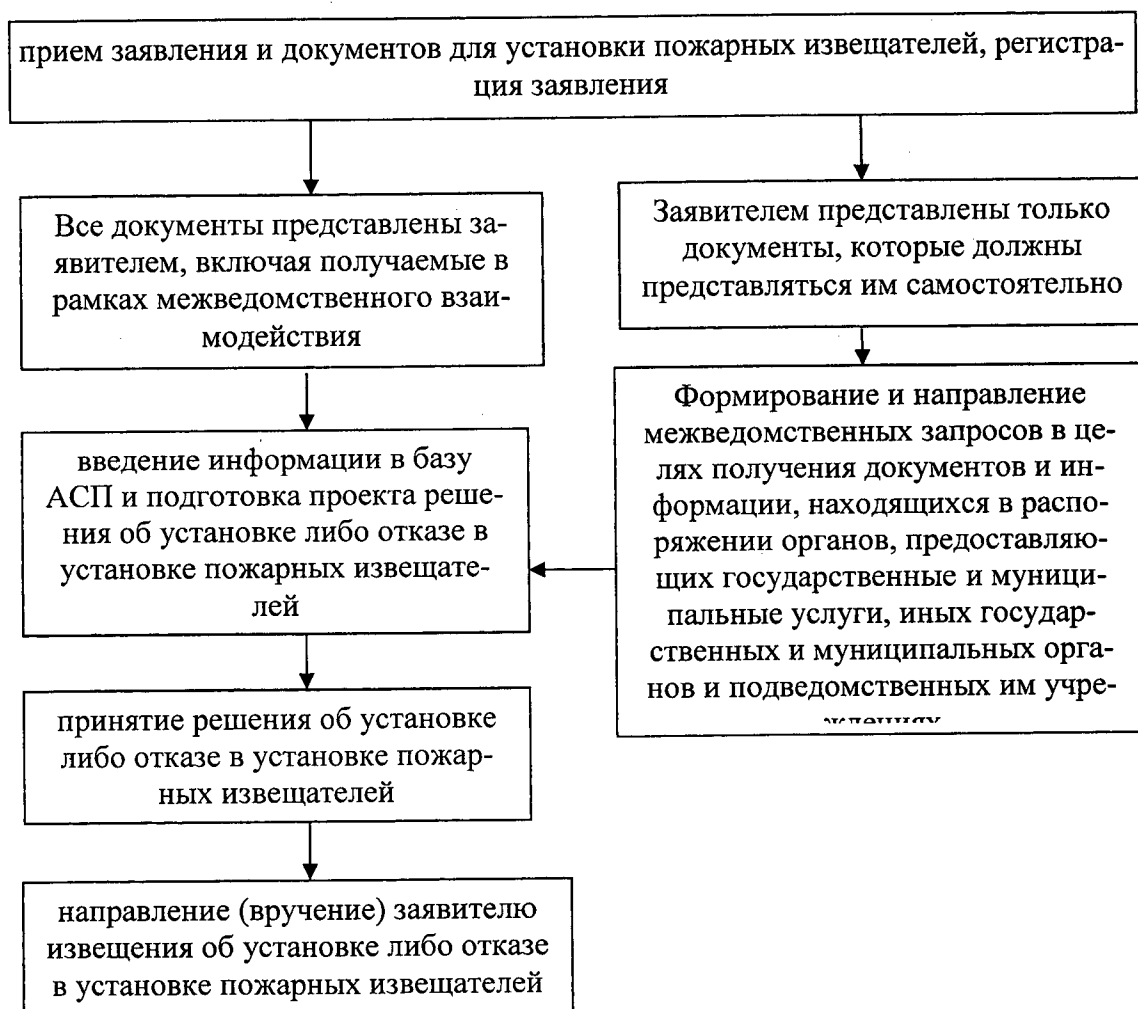 прием заявления и документов для установки пожарных извещателей, регистра-
ция заявления
Все документы представлены за-
явителем, включая получаемые в
рамках межведомственного взаи-
модействия
Заявителем представлены только
документы, которые должны
представляться им самостоятельно
введение информации в базу
АСП и подготовка проекта реше-
ния об установке либо отказе в
установке пожарных извещате-
лей
Формирование и направление
межведомственных запросов в це-
лях получения документов и ин-
формации, находящихся в распо-
ряжении органов, предоставляю-
щих государственные и муници-
пальные услуги, иных государ-
ственных и муниципальных орга-
нов и подведомственных им учре-
ждениях
принятие решения об установке
либо отказе в установке пожар-
ных извещателей
направление (вручение) заявителю
извещения об установке либо отказе
в установке пожарных извещателей